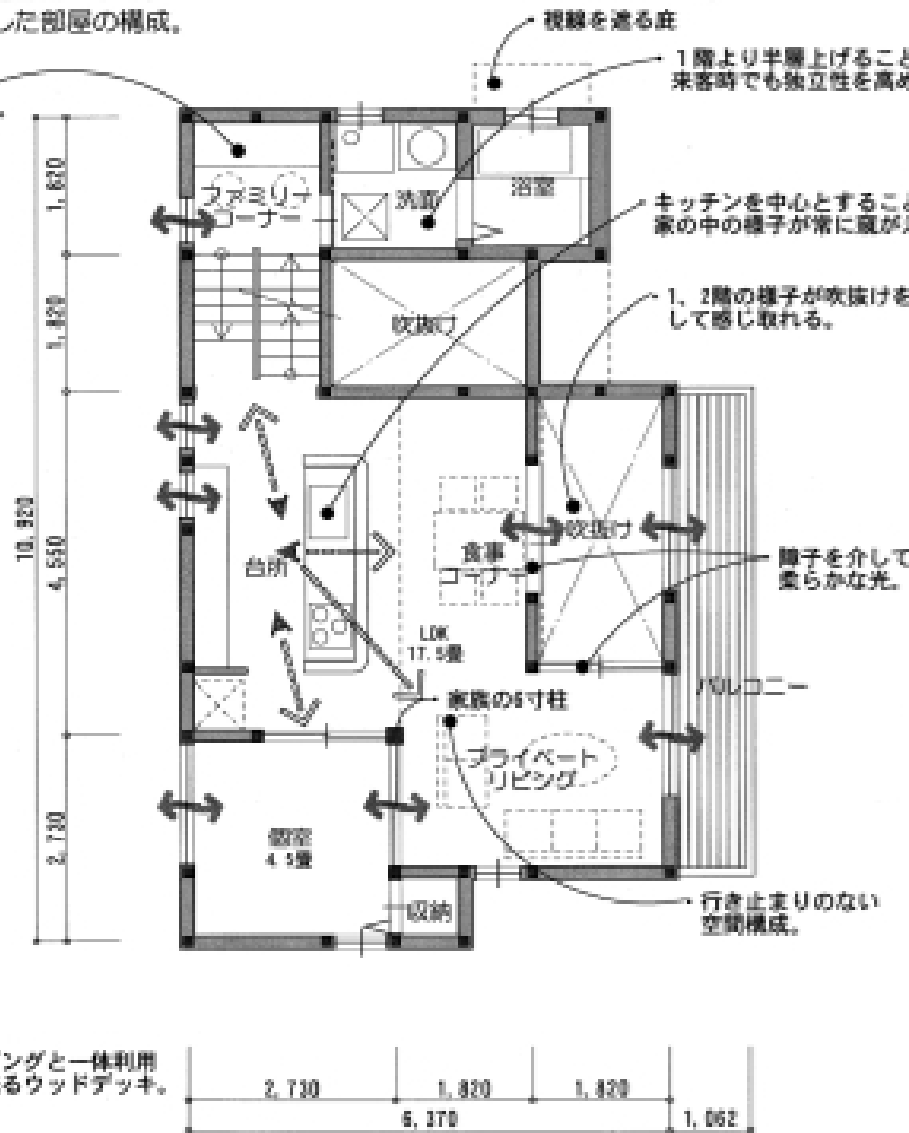 した部屋の構成。
視線を遮る庭
1階より半層上げること
来客時でも独立性を高め
ファミリー
コーナー
洗面
浴室
キッチンを中心とすること
家の中の様子が常に窺がえ
吹抜け
1、2階の様子が吹抜けを
して感じ取れる。
1,820
1,820
10,920
4,550
2,730
台所
食事
コーナー
吹抜け
障子を介して
柔らかな光。
LDK
17.5畳
家族の6寸柱
バルコニー
プライベート
リビング
個室
4.5畳
収納
行き止まりのない
空間構成。
ングと一体利用
るウッドデッキ。
2,730
1,820
1,820
6,370
1,062